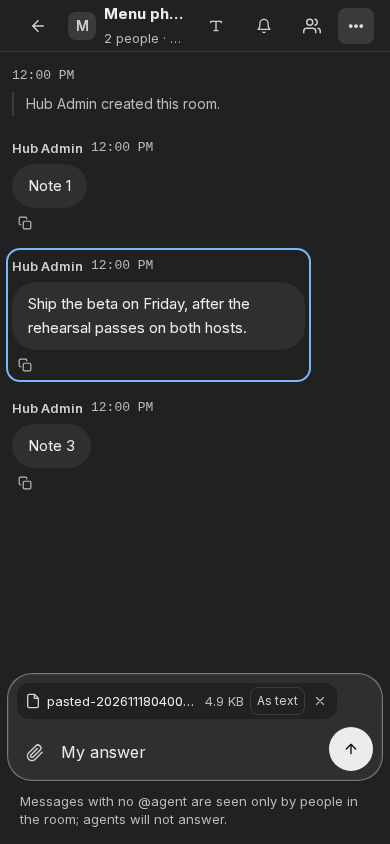 M
Menu ph…
2 people · …
12:00 PM
Hub Admin created this room.
Hub Admin 12:00 PM
Note 1
Hub Admin 12:00 PM
Ship the beta on Friday, after the
rehearsal passes on both hosts.
Hub Admin 12:00 PM
Note 3
pasted-202611180400… 4.9 KB As text
My answer
Messages with no @agent are seen only by people in
the room; agents will not answer.